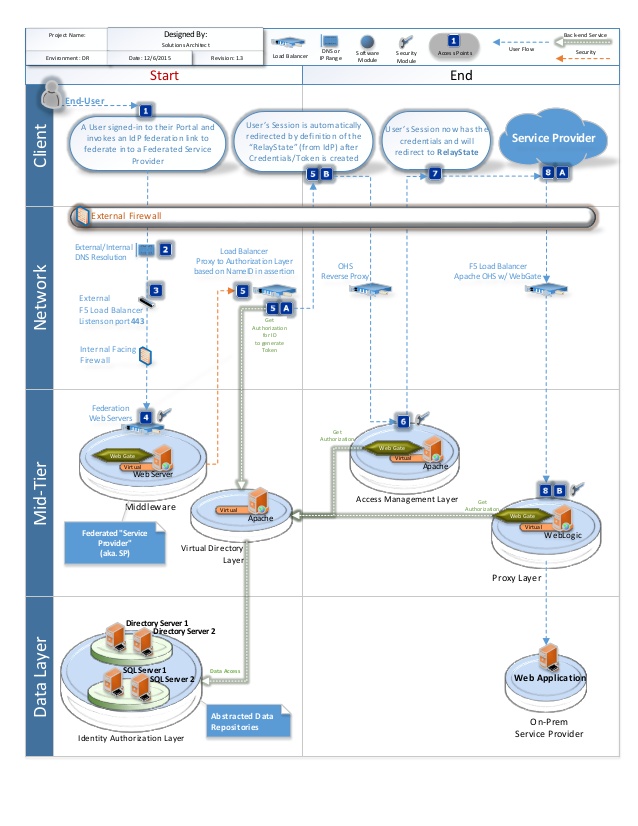 Project Name:
Designed By:
Solutions Architect
Environment: DR
Date: 12/6/2015
Revision: 1.3
Load Balancer
DNS or
IP Range
Software
Module
Security
Module
1
Access Points
User Flow
Backend Service
Security
Start
End
Client
End-User
1
A User signed-in to their Portal and
invokes an IdP federation link to
federate into a Federated Service
Provider
User's Session is automatically
redirected by definition of the
"RelayState" (from IdP) after
Credentials/Token is created
5 B
User's Session now has the
credentials and will
redirect to RelayState
7
Service Provider
8 A
External Firewall
Network
External/Internal
DNS Resolution
2
3
External
F5 Load Balancer
Listens on port 443
Internal Facing
Firewall
Load Balancer
Proxy to Authorization Layer
based on NameID in assertion
5
5 A
Get
Authorization
for ID
to generate
Token
OHS
Reverse Proxy
F5 Load Balancer
Apache OHS w/ WebGate
Mid-Tier
Federation
Web Servers
4
Web Gate
Virtual
Web Server
Middleware
Federated "Service
Provider"
(aka. SP)
Virtual
Apache
Virtual Directory
Layer
Get
Authorization
6
Web Gate
Virtual
Apache
Access Management Layer
Get
Authorization
8 B
Web Gate
Virtual
WebLogic
Proxy Layer
Data Layer
Directory Server 1
Directory Server 2
SQL Server 1
SQL Server 2
Identity Authorization Layer
Data Access
Abstracted Data
Repositories
Web Application
On-Prem
Service Provider